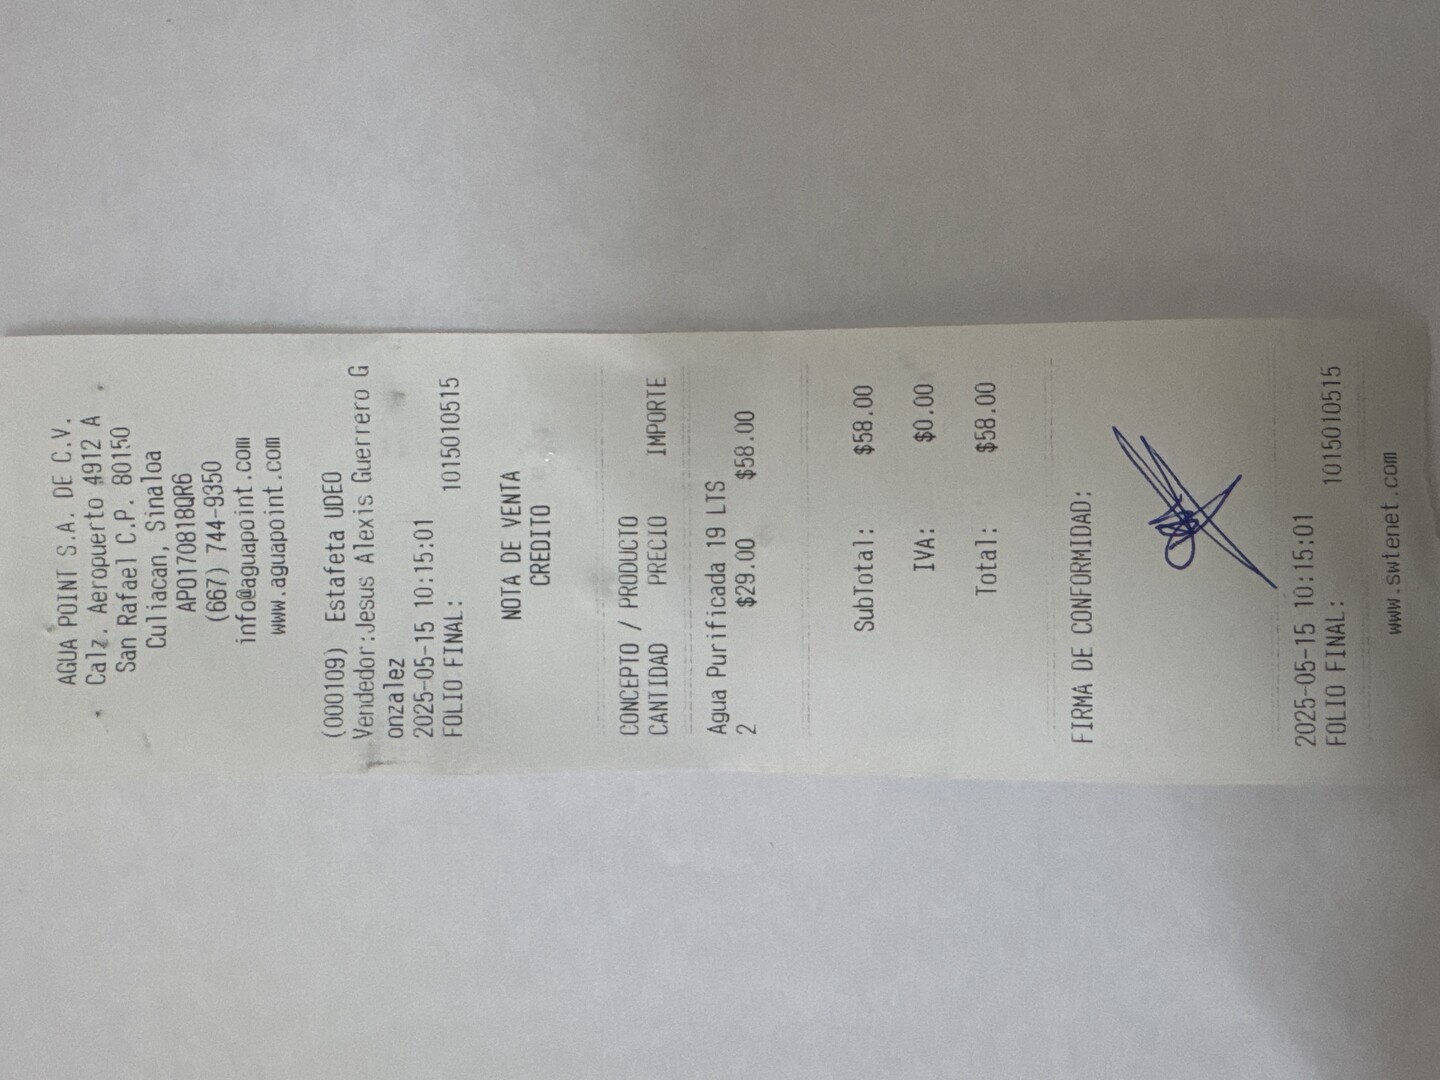 AGUA POINT S.A. DE C.V.
Calz. Aeropuerto 4912 A
San Rafael C.P. 80150
Culiacan, Sinaloa
APO170818QR6
(667) 744-9350
info@aguapoint.com
www.aguapoint.com
(000109) Estafeta UDEO
Vendedor:Jesus Alexis Guerrero G
onzalez
2025-05-15 10:15:01
FOLIO FINAL: 1015010515
NOTA DE VENTA
CREDITO
CONCEPTO / PRODUCTO
CANTIDAD PRECIO IMPORTE
Agua Purificada 19 LTS
2 $29.00 $58.00
SubTotal: $58.00
IVA: $0.00
Total: $58.00
FIRMA DE CONFORMIDAD:
2025-05-15 10:15:01
FOLIO FINAL: 1015010515
www.swtenet.com